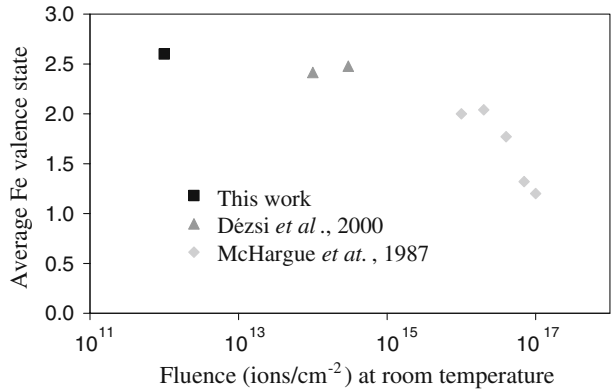 3.0
2.5
2.0
1.5
1.0
0.5
0.0
Average Fe valence state
This work
Dézsi et al ., 2000
McHargue et at. , 1987
10^11
10^13
10^15
10^17
Fluence (ions/cm^-2) at room temperature